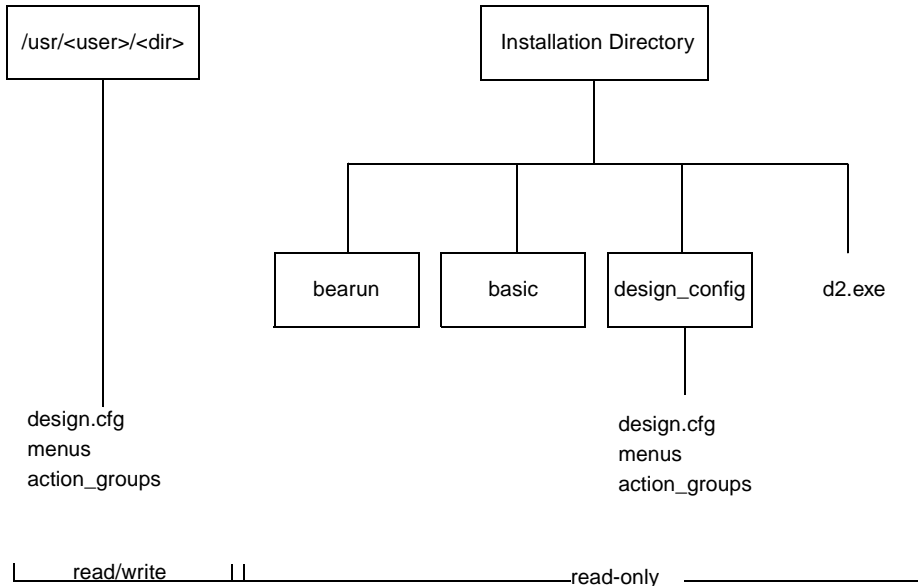 /usr/<user>/<dir>
Installation Directory
bearun
basic
design_config
d2.exe
design.cfg
menus
action_groups
design.cfg
menus
action_groups
read/write
read-only